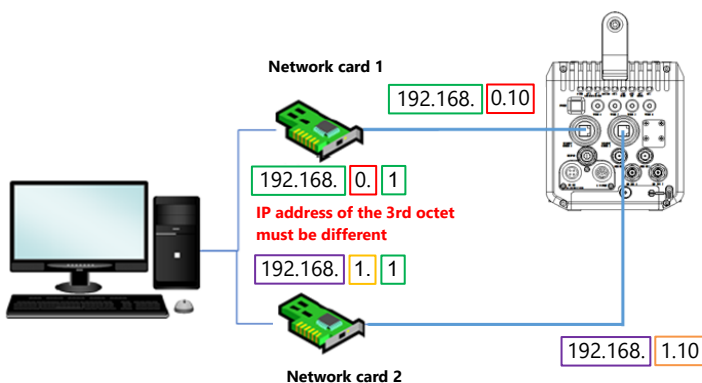 Network card 1
192.168. 0.10
192.168. 0. 1
IP address of the 3rd octet
must be different
192.168. 1. 1
192.168. 1.10
Network card 2